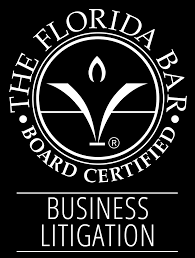 • THE FLORIDA BAR •
BOARD CERTIFIED
®
BUSINESS
LITIGATION